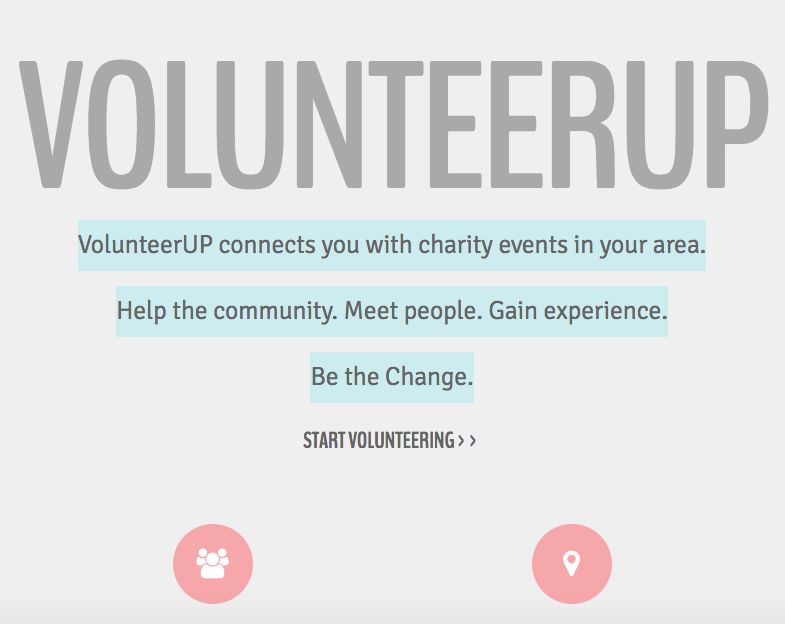 VOLUNTEERUP
VolunteerUP connects you with charity events in your area.
Help the community. Meet people. Gain experience.
Be the Change.
START VOLUNTEERING > >